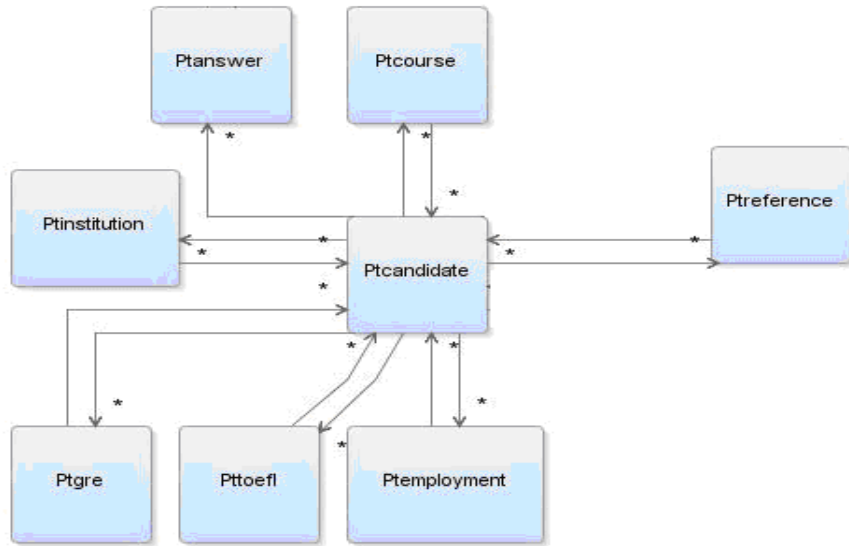 Ptanswer
Ptcourse
*
*
*
Ptreference
Ptinstitution
*
*
*
*
Ptcandidate
*
*
*
*
*
*
Ptgre
Pttoefl
Ptemployment